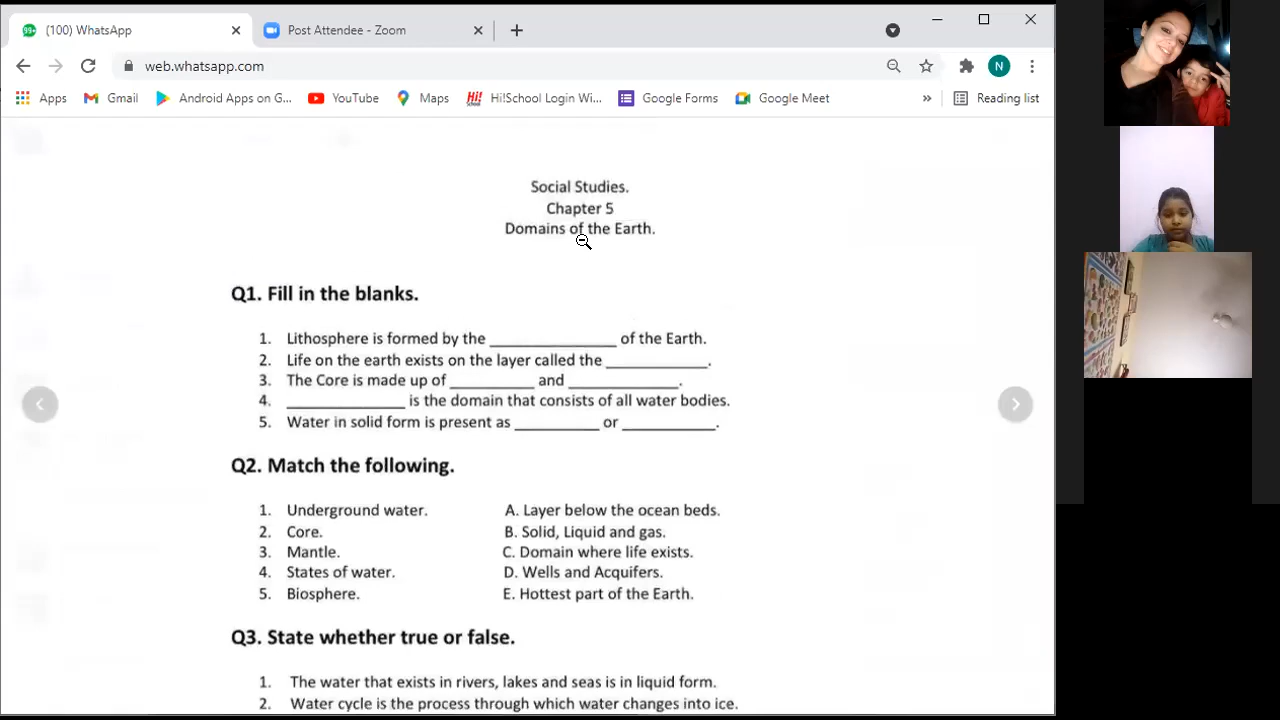 99+ (100) WhatsApp
Post Attendee - Zoom
web.whatsapp.com
N
Apps
Gmail
Android Apps on G...
YouTube
Maps
Hi! Hi!School Login Wi...
Google Forms
Google Meet
»
Reading list
Social Studies.
Chapter 5
Domains of the Earth.
Q1. Fill in the blanks.
1. Lithosphere is formed by the ______________ of the Earth.
2. Life on the earth exists on the layer called the ___________.
3. The Core is made up of _________ and ____________.
4. _____________ is the domain that consists of all water bodies.
5. Water in solid form is present as _________ or __________.
Q2. Match the following.
1. Underground water. A. Layer below the ocean beds.
2. Core. B. Solid, Liquid and gas.
3. Mantle. C. Domain where life exists.
4. States of water. D. Wells and Acquifers.
5. Biosphere. E. Hottest part of the Earth.
Q3. State whether true or false.
1. The water that exists in rivers, lakes and seas is in liquid form.
2. Water cycle is the process through which water changes into ice.